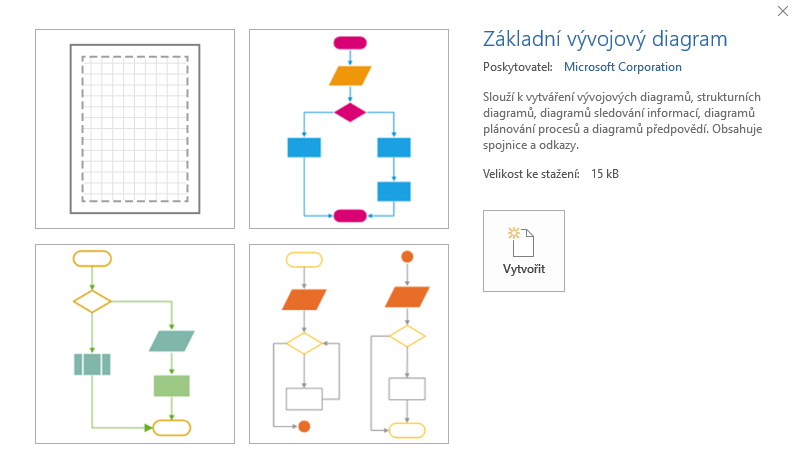 Základní vývojový diagram
Poskytovatel: Microsoft Corporation
Slouží k vytváření vývojových diagramů, strukturních
diagramů, diagramů sledování informací, diagramů
plánování procesů a diagramů předpovědí. Obsahuje
spojnice a odkazy.
Velikost ke stažení: 15 kB
Vytvořit